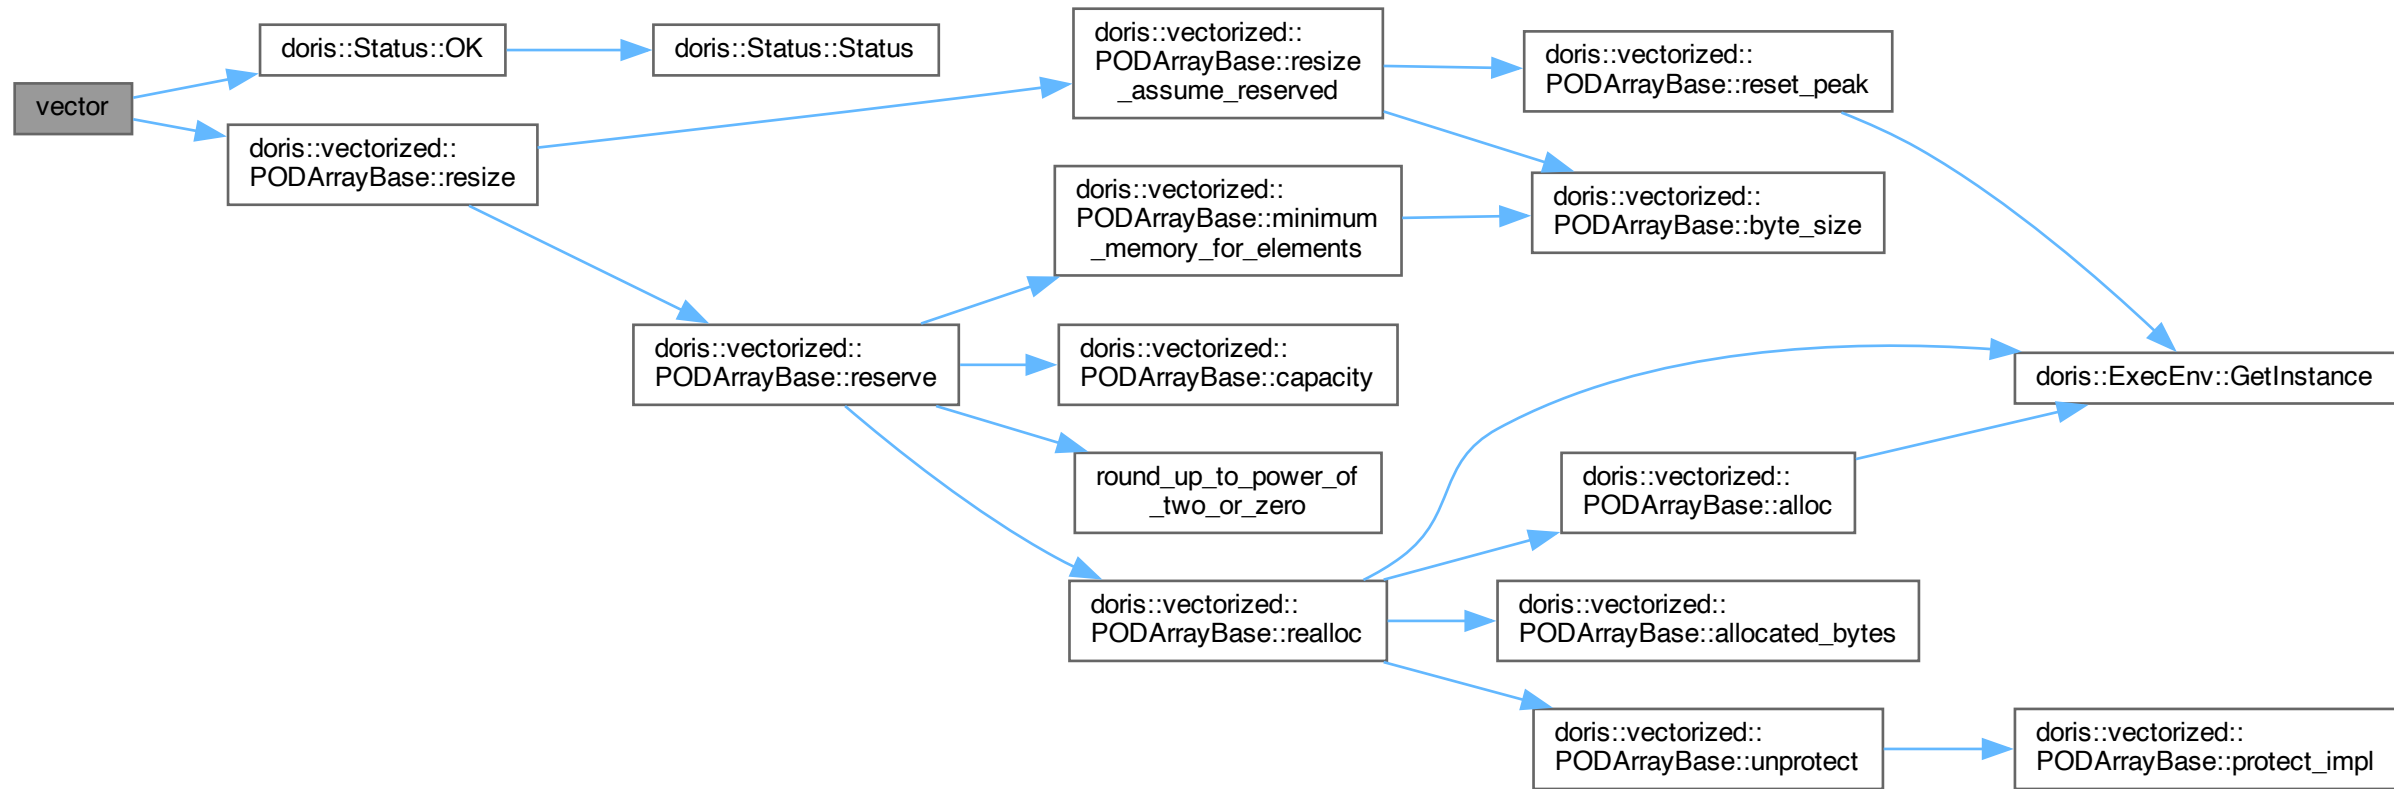 vector
doris::Status::OK
doris::Status::Status
doris::vectorized::
PODArrayBase::resize
doris::vectorized::
PODArrayBase::resize
_assume_reserved
doris::vectorized::
PODArrayBase::reset_peak
doris::vectorized::
PODArrayBase::byte_size
doris::vectorized::
PODArrayBase::minimum
_memory_for_elements
doris::vectorized::
PODArrayBase::reserve
doris::vectorized::
PODArrayBase::capacity
doris::ExecEnv::GetInstance
round_up_to_power_of
_two_or_zero
doris::vectorized::
PODArrayBase::alloc
doris::vectorized::
PODArrayBase::realloc
doris::vectorized::
PODArrayBase::allocated_bytes
doris::vectorized::
PODArrayBase::unprotect
doris::vectorized::
PODArrayBase::protect_impl